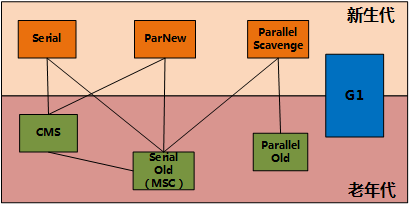 新生代
Serial
ParNew
Parallel
Scavenge
G1
CMS
Serial
Old
（MSC）
Parallel
Old
老年代